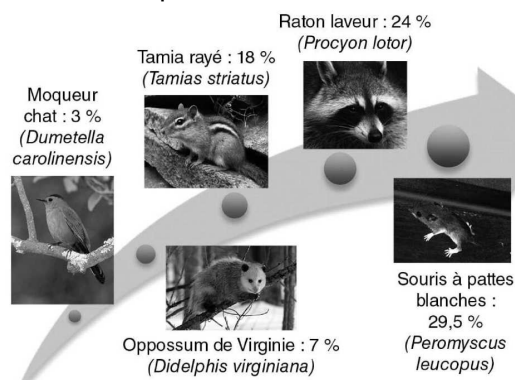 Moqueur
chat : 3 %
(Dumetella
carolinensis)
Tamia rayé : 18 %
(Tamias striatus)
Raton laveur : 24 %
(Procyon lotor)
Oppossum de Virginie : 7 %
(Didelphis virginiana)
Souris à pattes
blanches :
29,5 %
(Peromyscus
leucopus)